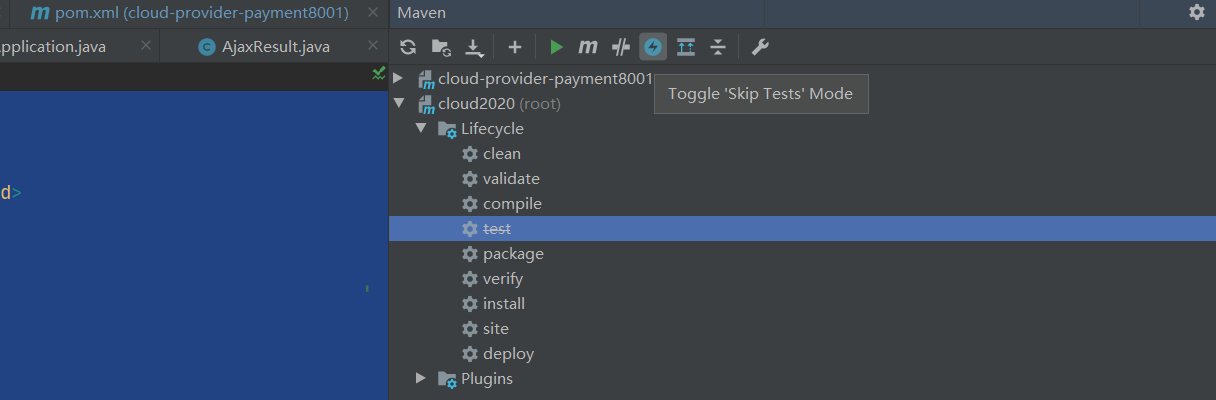 pom.xml (cloud-provider-payment8001)
Maven
pplication.java
AjaxResult.java
cloud-provider-payment8001
Toggle 'Skip Tests' Mode
cloud2020 (root)
Lifecycle
clean
validate
d>
compile
test
package
verify
install
site
deploy
Plugins